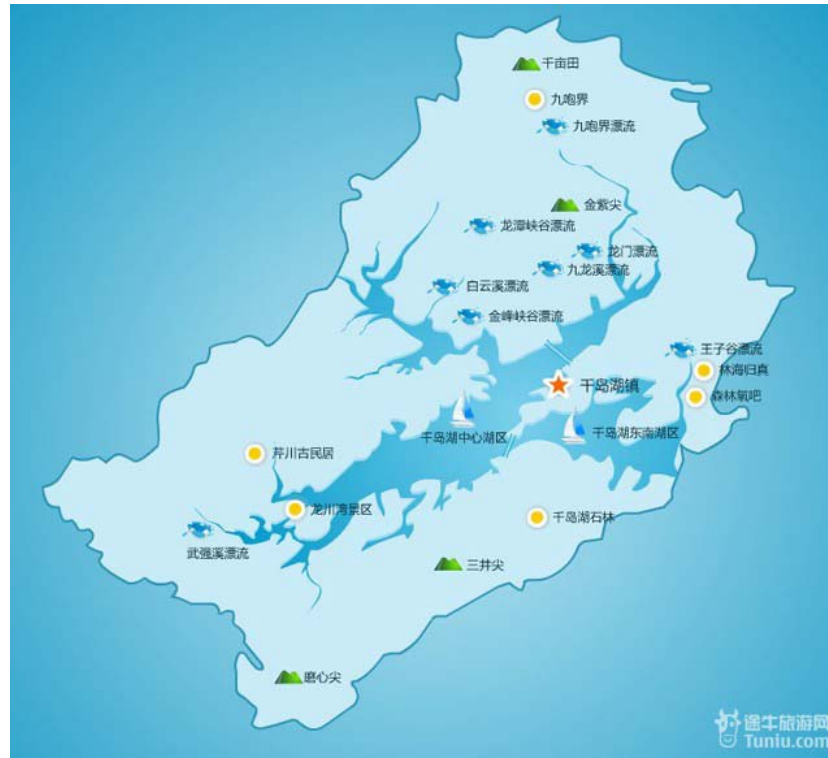 千亩田
九咆界
九咆界漂流
金紫尖
龙潭峡谷漂流
龙门漂流
九龙溪漂流
白云溪漂流
金峰峡谷漂流
王子谷漂流
林海归真
千岛湖镇
森林氧吧
千岛湖中心湖区
千岛湖东南湖区
芹川古民居
龙川湾景区
千岛湖石林
武强溪漂流
三井尖
磨心尖
途牛旅游网
Tuniu.com